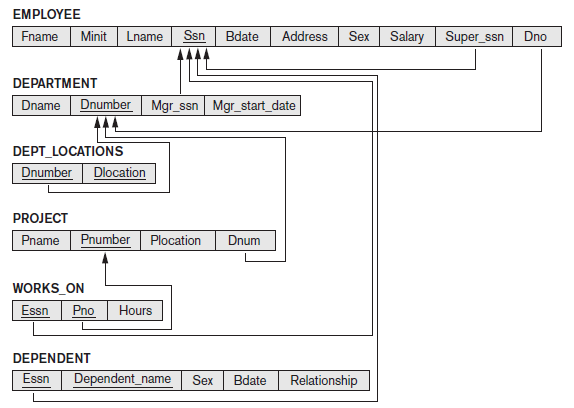 EMPLOYEE
Fname Minit Lname Ssn Bdate Address Sex Salary Super_ssn Dno
DEPARTMENT
Dname Dnumber Mgr_ssn Mgr_start_date
DEPT_LOCATIONS
Dnumber Dlocation
PROJECT
Pname Pnumber Plocation Dnum
WORKS_ON
Essn Pno Hours
DEPENDENT
Essn Dependent_name Sex Bdate Relationship